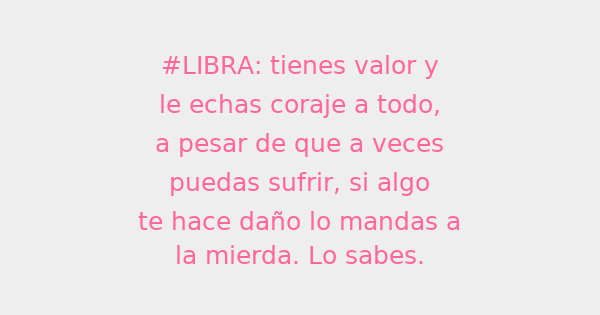 #LIBRA: tienes valor y
le echas coraje a todo,
a pesar de que a veces
puedas sufrir, si algo
te hace daño lo mandas a
la mierda. Lo sabes.